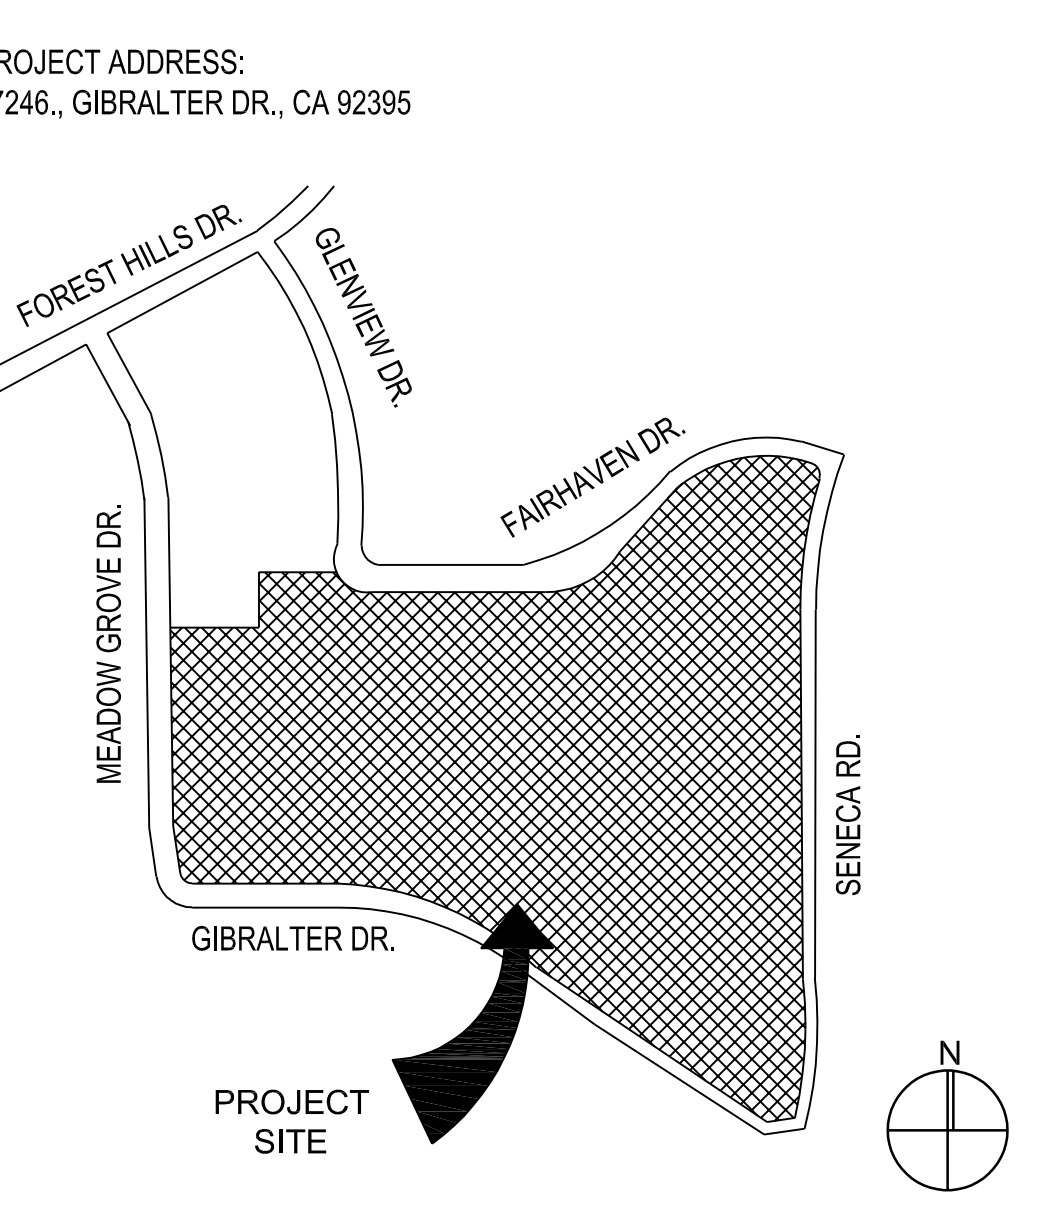 ROJECT ADDRESS:
7246., GIBRALTER DR., CA 92395
FOREST HILLS DR.
GLENVIEW DR.
FAIRHAVEN DR.
MEADOW GROVE DR.
SENECA RD.
GIBRALTER DR.
PROJECT
SITE
N